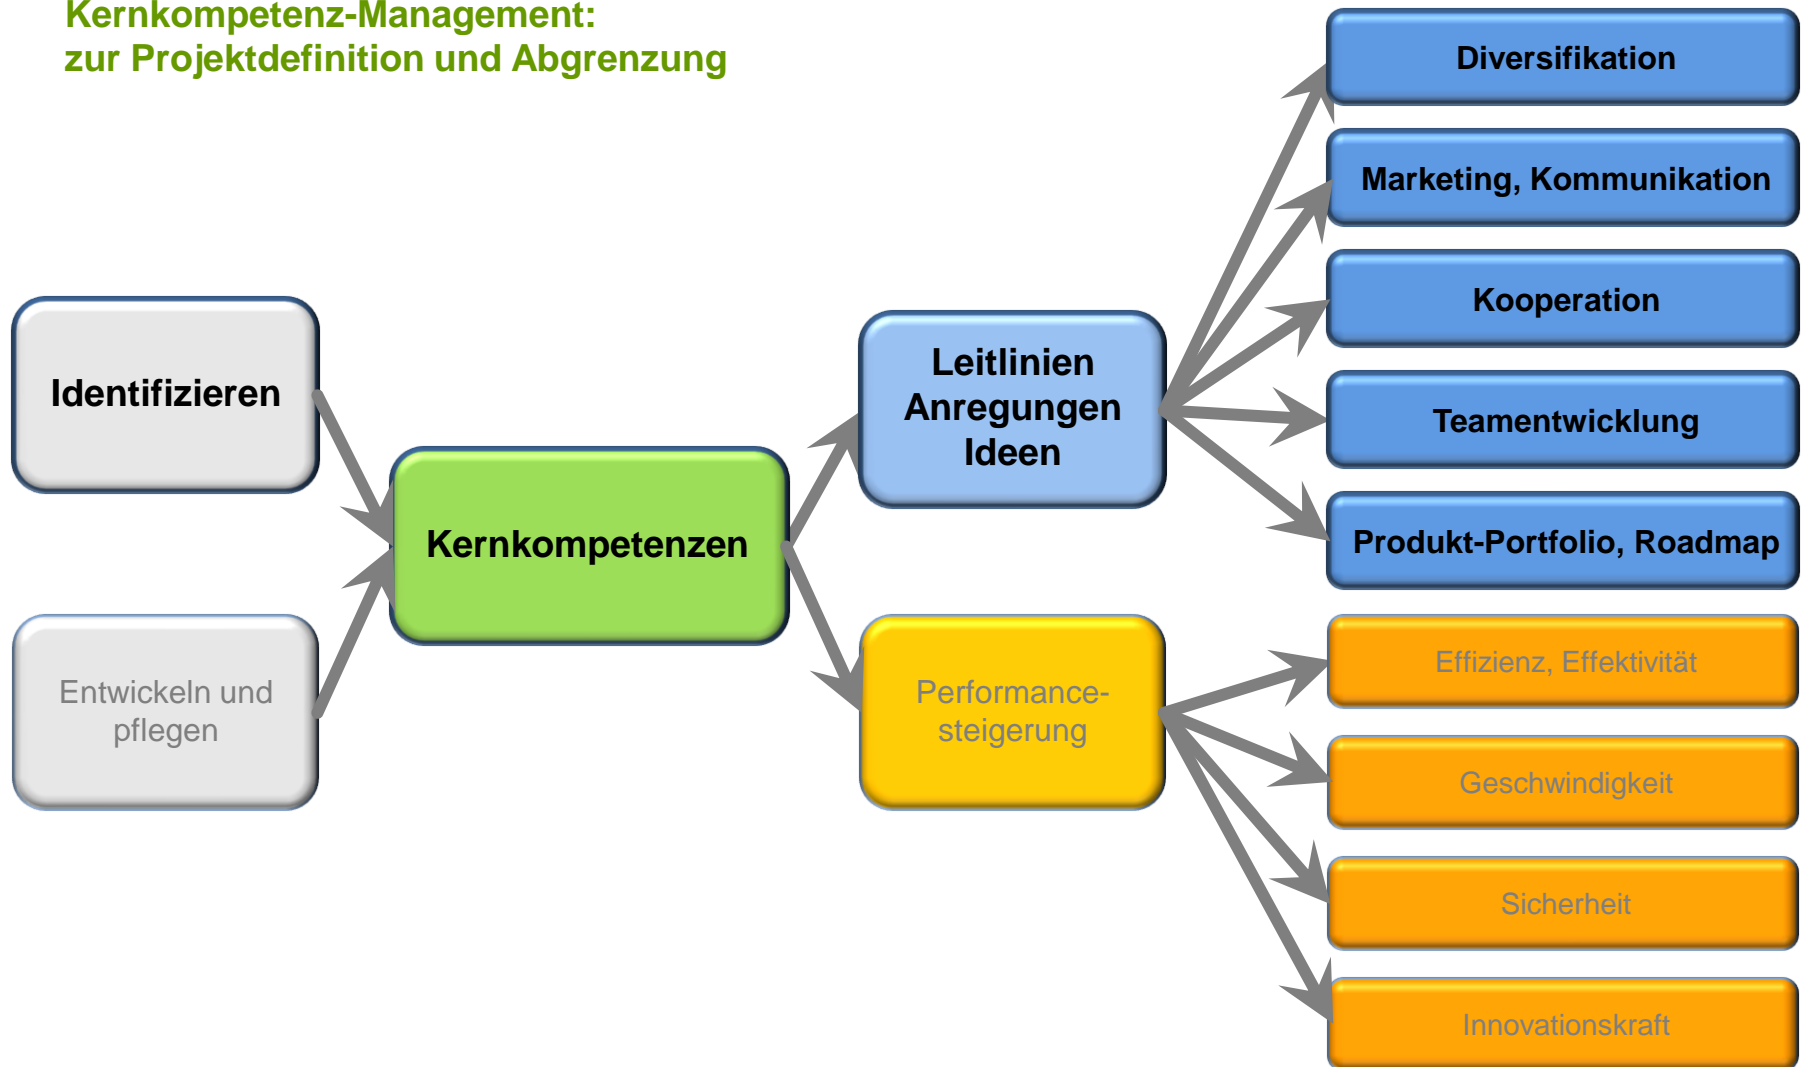 Kernkompetenz-Management:
zur Projektdefinition und Abgrenzung
Identifizieren
Entwickeln und
pflegen
Kernkompetenzen
Leitlinien
Anregungen
Ideen
Performance-
steigerung
Diversifikation
Marketing, Kommunikation
Kooperation
Teamentwicklung
Produkt-Portfolio, Roadmap
Effizienz, Effektivität
Geschwindigkeit
Sicherheit
Innovationskraft